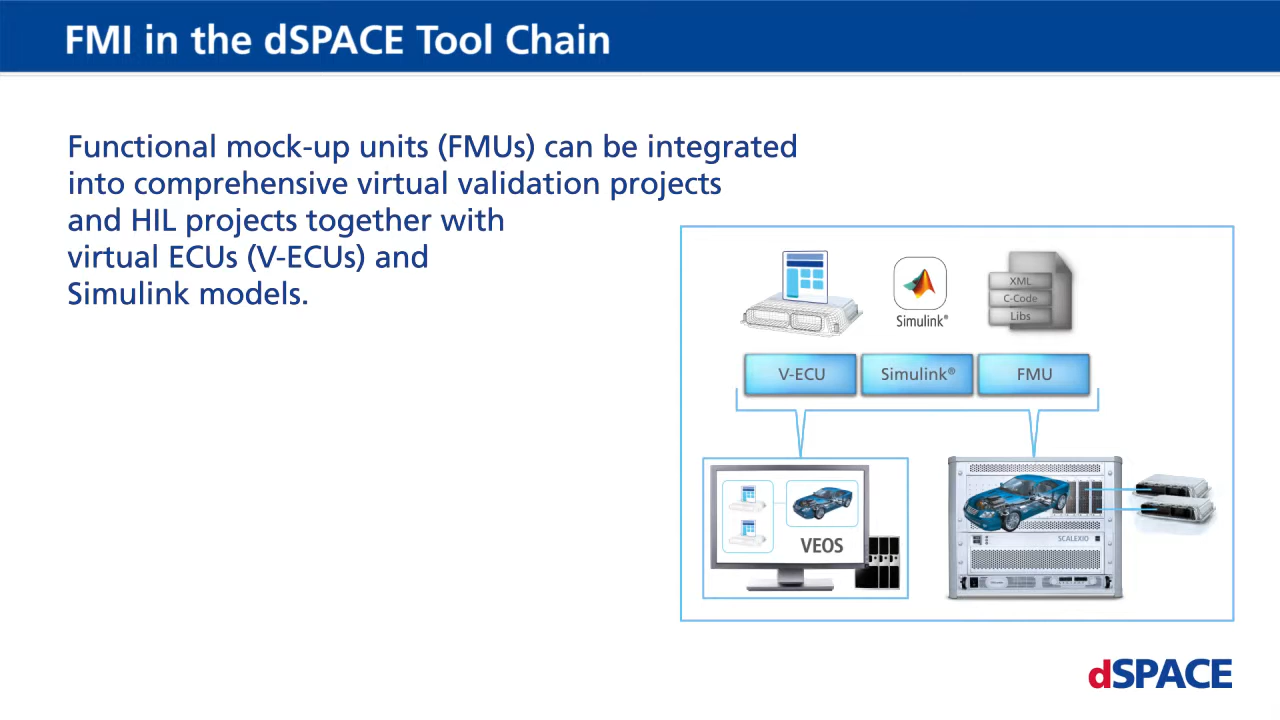 FMI in the dSPACE Tool Chain
Functional mock-up units (FMUs) can be integrated
into comprehensive virtual validation projects
and HIL projects together with
virtual ECUs (V-ECUs) and
Simulink models.
Simulink®
XML
C-Code
Libs
V-ECU
Simulink®
FMU
VEOS
SCALEXIO
dSPACE